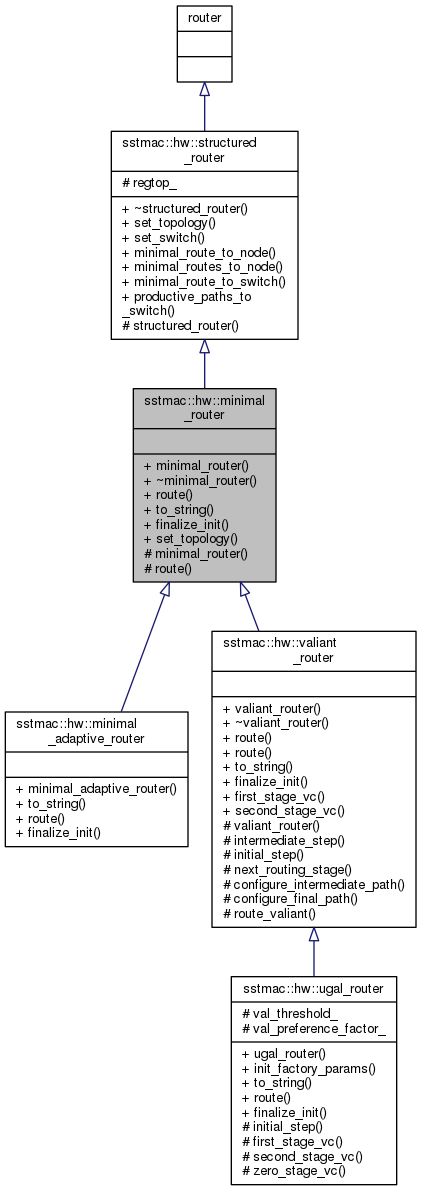 router
sstmac::hw::structured
_router
# regtop_
+ ~structured_router()
+ set_topology()
+ set_switch()
+ minimal_route_to_node()
+ minimal_routes_to_node()
+ minimal_route_to_switch()
+ productive_paths_to
_switch()
# structured_router()
sstmac::hw::minimal
_router
+ minimal_router()
+ ~minimal_router()
+ route()
+ to_string()
+ finalize_init()
+ set_topology()
# minimal_router()
# route()
sstmac::hw::minimal
_adaptive_router
+ minimal_adaptive_router()
+ to_string()
+ route()
+ finalize_init()
sstmac::hw::valiant
_router
+ valiant_router()
+ ~valiant_router()
+ route()
+ route()
+ to_string()
+ finalize_init()
+ first_stage_vc()
+ second_stage_vc()
# valiant_router()
# intermediate_step()
# initial_step()
# next_routing_stage()
# configure_intermediate_path()
# configure_final_path()
# route_valiant()
sstmac::hw::ugal_router
# val_threshold_
# val_preference_factor_
+ ugal_router()
+ init_factory_params()
+ to_string()
+ route()
+ finalize_init()
# initial_step()
# first_stage_vc()
# second_stage_vc()
# zero_stage_vc()